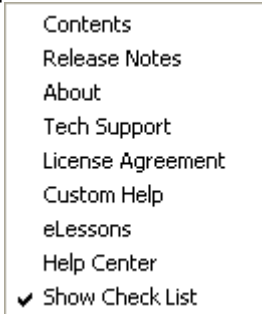 Contents
Release Notes
About
Tech Support
License Agreement
Custom Help
eLessons
Help Center
Show Check List